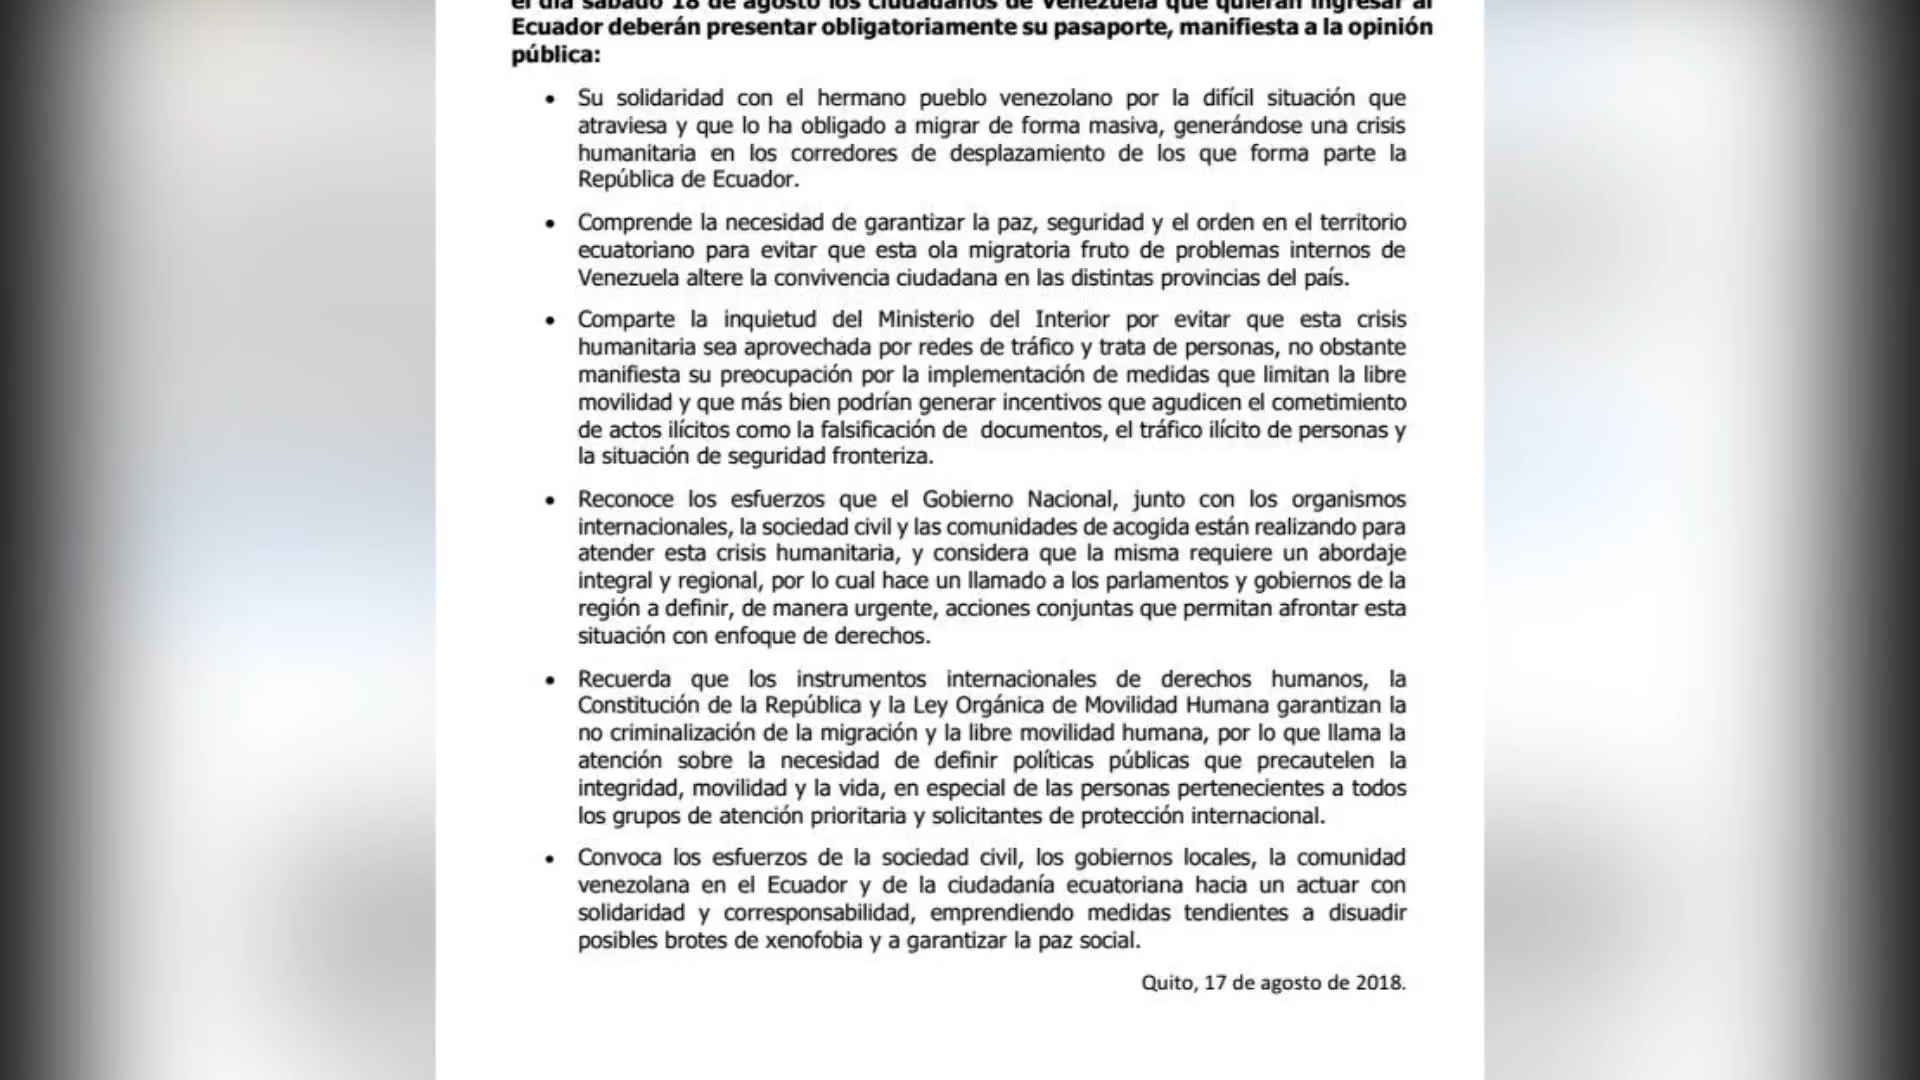 el día sábado 18 de agosto los ciudadanos de Venezuela que quieran ingresar al
Ecuador deberán presentar obligatoriamente su pasaporte, manifiesta a la opinión
pública:
• Su solidaridad con el hermano pueblo venezolano por la difícil situación que
atraviesa y que lo ha obligado a migrar de forma masiva, generándose una crisis
humanitaria en los corredores de desplazamiento de los que forma parte la
República de Ecuador.
• Comprende la necesidad de garantizar la paz, seguridad y el orden en el territorio
ecuatoriano para evitar que esta ola migratoria fruto de problemas internos de
Venezuela altere la convivencia ciudadana en las distintas provincias del país.
• Comparte la inquietud del Ministerio del Interior por evitar que esta crisis
humanitaria sea aprovechada por redes de tráfico y trata de personas, no obstante
manifiesta su preocupación por la implementación de medidas que limitan la libre
movilidad y que más bien podrían generar incentivos que agudicen el cometimiento
de actos ilícitos como la falsificación de documentos, el tráfico ilícito de personas y
la situación de seguridad fronteriza.
• Reconoce los esfuerzos que el Gobierno Nacional, junto con los organismos
internacionales, la sociedad civil y las comunidades de acogida están realizando para
atender esta crisis humanitaria, y considera que la misma requiere un abordaje
integral y regional, por lo cual hace un llamado a los parlamentos y gobiernos de la
región a definir, de manera urgente, acciones conjuntas que permitan afrontar esta
situación con enfoque de derechos.
• Recuerda que los instrumentos internacionales de derechos humanos, la
Constitución de la República y la Ley Orgánica de Movilidad Humana garantizan la
no criminalización de la migración y la libre movilidad humana, por lo que llama la
atención sobre la necesidad de definir políticas públicas que precautelen la
integridad, movilidad y la vida, en especial de las personas pertenecientes a todos
los grupos de atención prioritaria y solicitantes de protección internacional.
• Convoca los esfuerzos de la sociedad civil, los gobiernos locales, la comunidad
venezolana en el Ecuador y de la ciudadanía ecuatoriana hacia un actuar con
solidaridad y corresponsabilidad, emprendiendo medidas tendientes a disuadir
posibles brotes de xenofobia y a garantizar la paz social.
Quito, 17 de agosto de 2018.